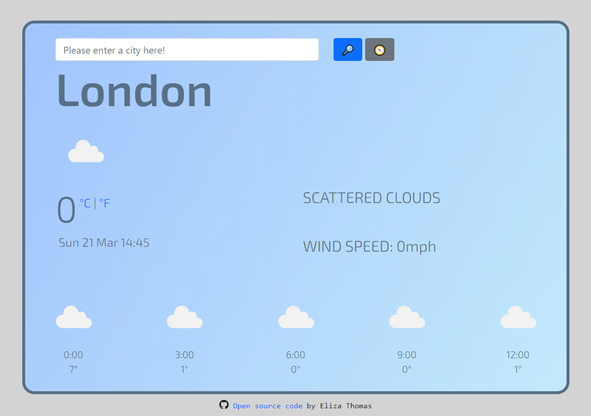 Please enter a city here!
London
0 °C | °F
SCATTERED CLOUDS
Sun 21 Mar 14:45
WIND SPEED: 0mph
0:00 3:00 6:00 9:00 12:00
7° 1° 0° 0° 1°
Open source code by Eliza Thomas